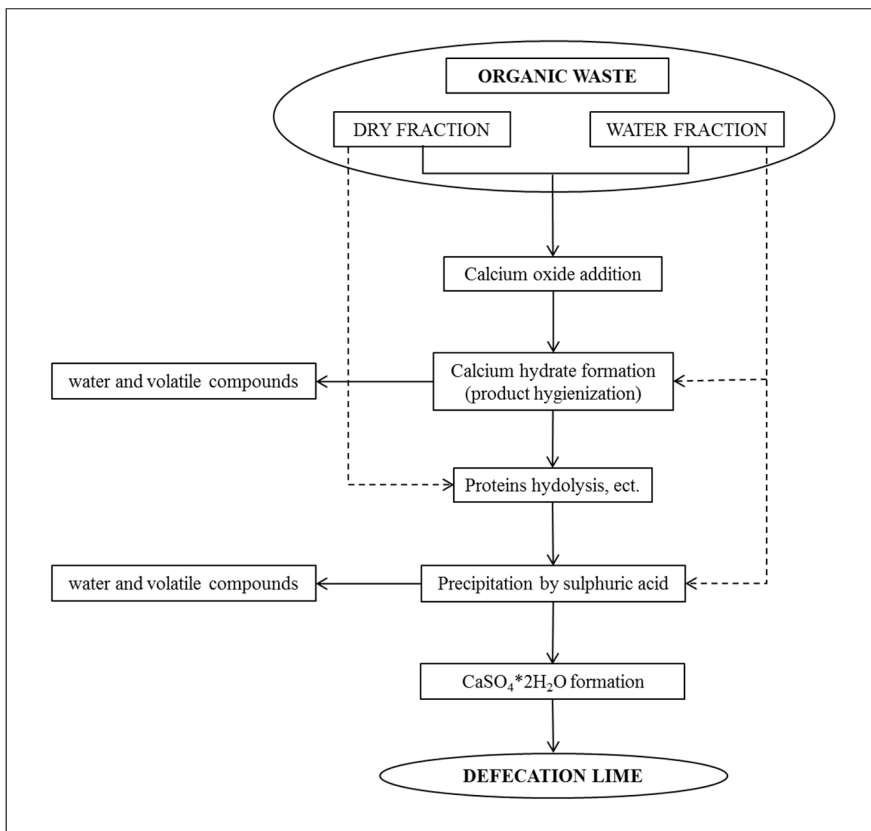 ORGANIC WASTE
DRY FRACTION
WATER FRACTION
Calcium oxide addition
water and volatile compounds
Calcium hydrate formation
(product hygienization)
Proteins hydolysis, ect.
water and volatile compounds
Precipitation by sulphuric acid
CaSO₄*2H₂O formation
DEFECATION LIME